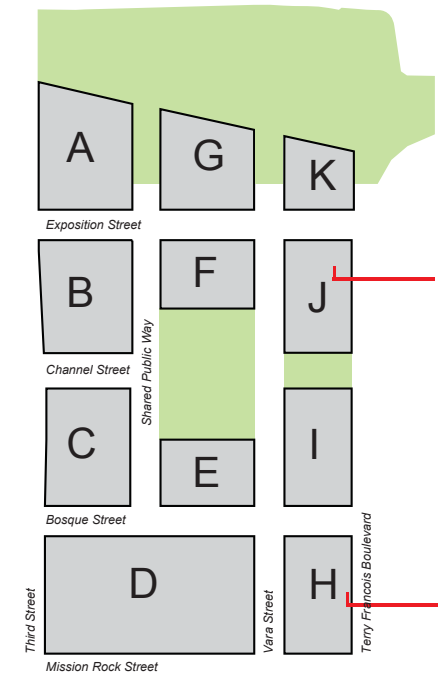 A
G
K
Exposition Street
B
F
J
Shared Public Way
Channel Street
C
E
I
Bosque Street
D
H
Third Street
Vara Street
Terry Francois Boulevard
Mission Rock Street